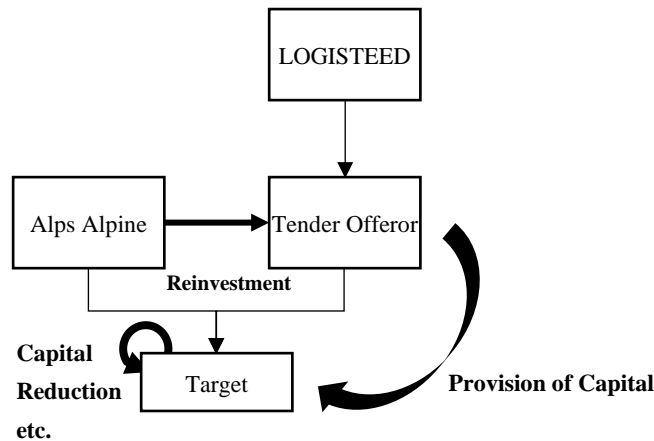 LOGISTEED
Alps Alpine
Tender Offeror
Reinvestment
Capital
Reduction
etc.
Target
Provision of Capital